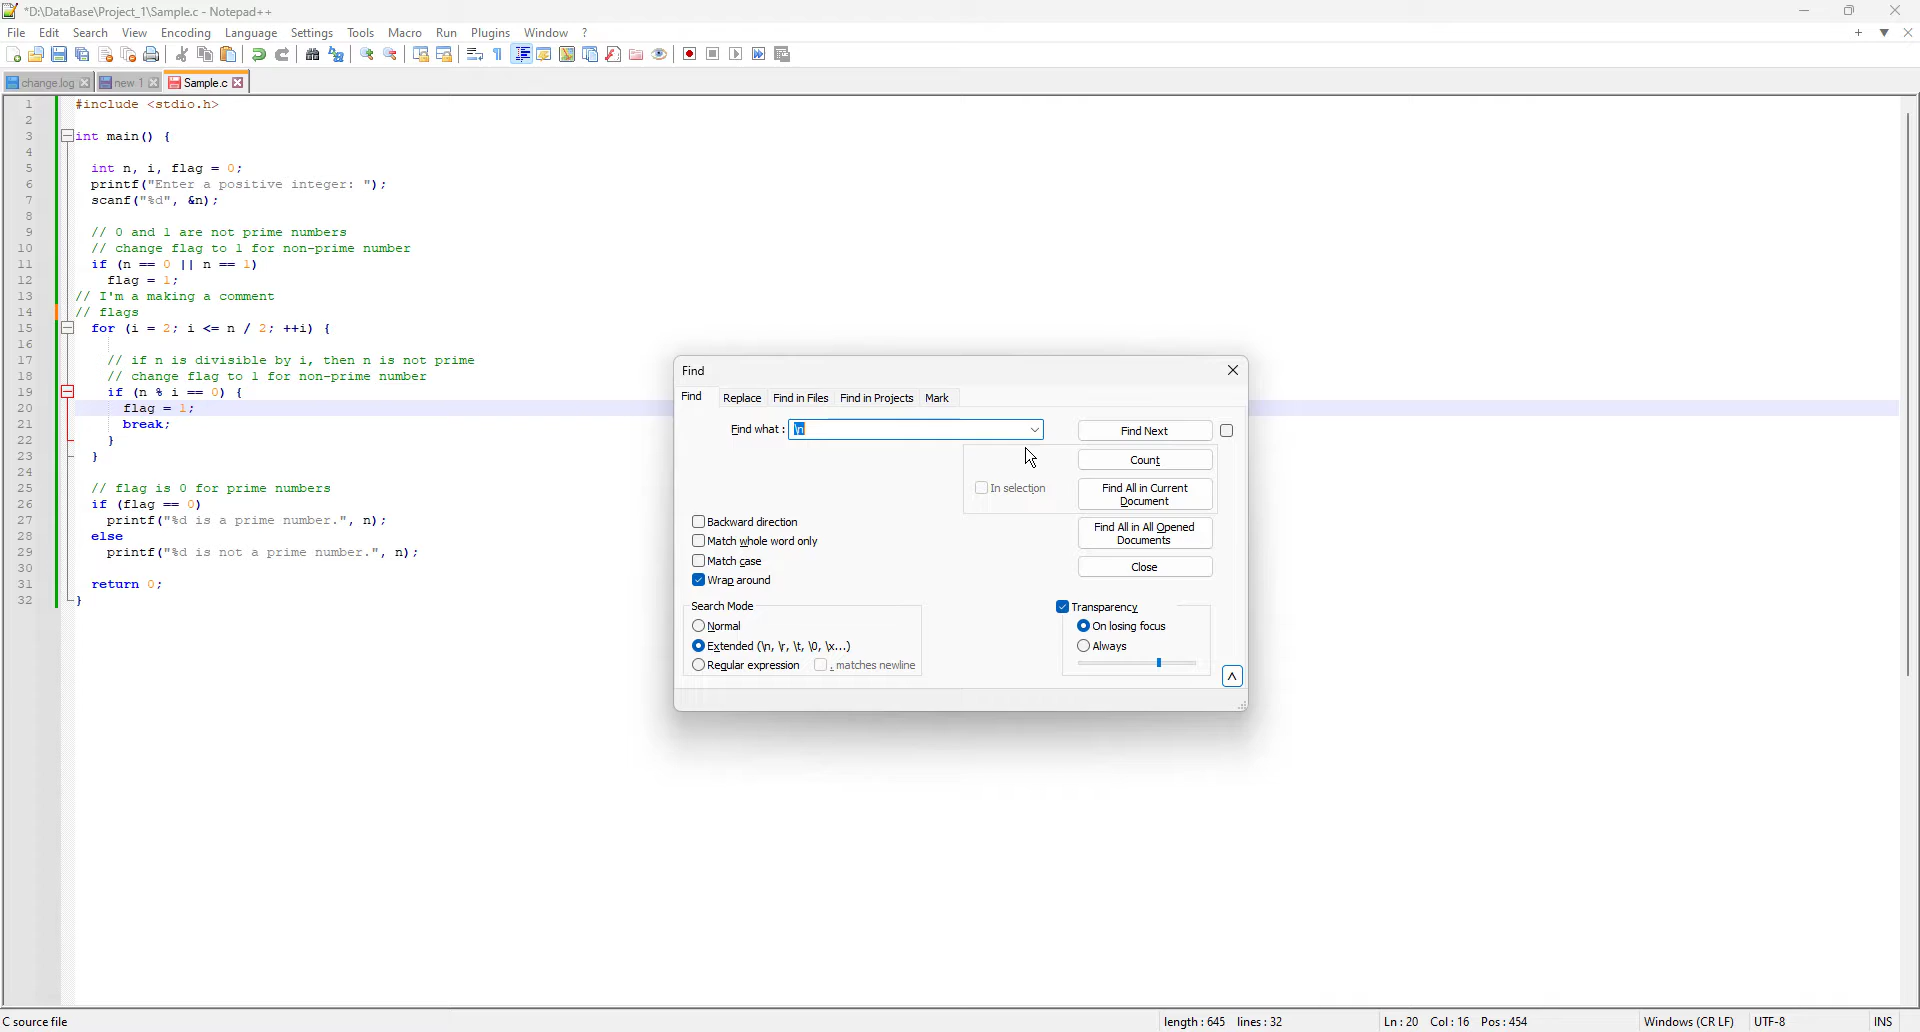 *D:\DataBase\Project_1\Sample.c - Notepad++
File Edit Search View Encoding Language Settings Tools Macro Run Plugins Window ?
change.log new 1 Sample.c
1 #include <stdio.h>
2
3 int main() {
4
5 int n, i, flag = 0;
6 printf("Enter a positive integer: ");
7 scanf("%d", &n);
8
9 // 0 and 1 are not prime numbers
10 // change flag to 1 for non-prime number
11 if (n == 0 || n == 1)
12 flag = 1;
13 // I'm a making a comment
14 // flags
15 for (i = 2; i <= n / 2; ++i) {
16
17 // if n is divisible by i, then n is not prime
18 // change flag to 1 for non-prime number
19 if (n % i == 0) {
20 flag = 1;
21 break;
22 }
23 }
24
25 // flag is 0 for prime numbers
26 if (flag == 0)
27 printf("%d is a prime number.", n);
28 else
29 printf("%d is not a prime number.", n);
30
31 return 0;
32 }
Find
Find Replace Find in Files Find in Projects Mark
Find what : \n Find Next
Count
In selection Find All in Current
Document
Backward direction Find All in All Opened
Match whole word only Documents
Match case Close
Wrap around
Search Mode Transparency
Normal On losing focus
Extended (\n, \r, \t, \0, \x...) Always
Regular expression . matches newline
C source file length : 645 lines : 32 Ln : 20 Col : 16 Pos : 454 Windows (CR LF) UTF-8 INS